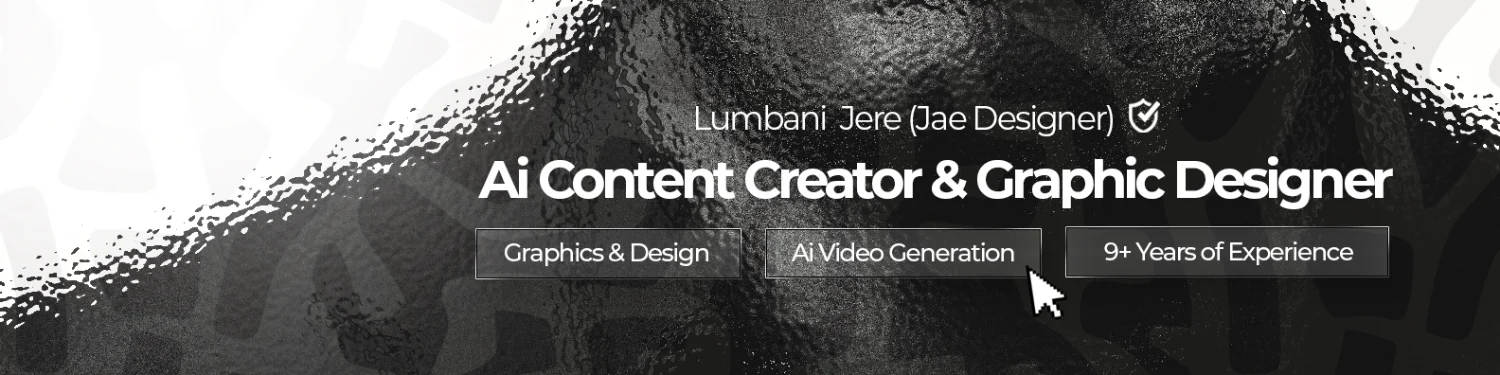 Lumbani Jere (Jae Designer)
Ai Content Creator & Graphic Designer
Graphics & Design
Ai Video Generation
9+ Years of Experience